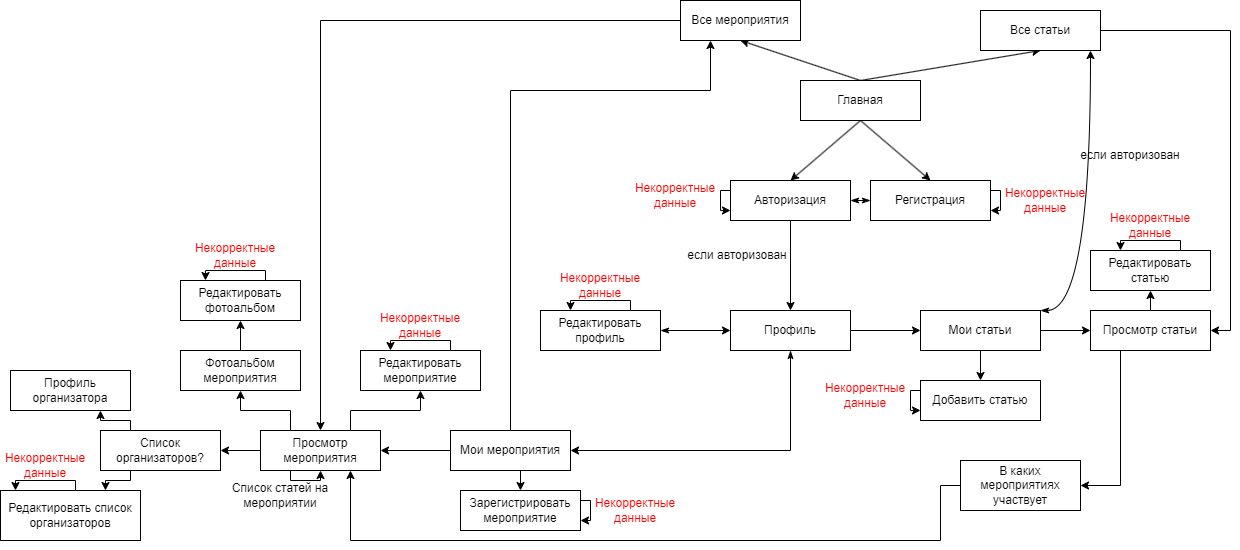 Все мероприятия
Все статьи
Главная
если авторизован
Некорректные
данные
Авторизация
Регистрация
Некорректные
данные
Некорректные
данные
если авторизован
Некорректные
данные
Редактировать
статью
Некорректные
данные
Редактировать
фотоальбом
Некорректные
данные
Редактировать
профиль
Профиль
Мои статьи
Просмотр статьи
Фотоальбом
мероприятия
Редактировать
мероприятие
Профиль
организатора
Некорректные
данные
Добавить статью
Список
организаторов?
Просмотр
мероприятия
Мои мероприятия
Некорректные
данные
Список статей на
мероприятии
В каких
мероприятиях
участвует
Редактировать список
организаторов
Зарегистрировать
мероприятие
Некорректные
данные